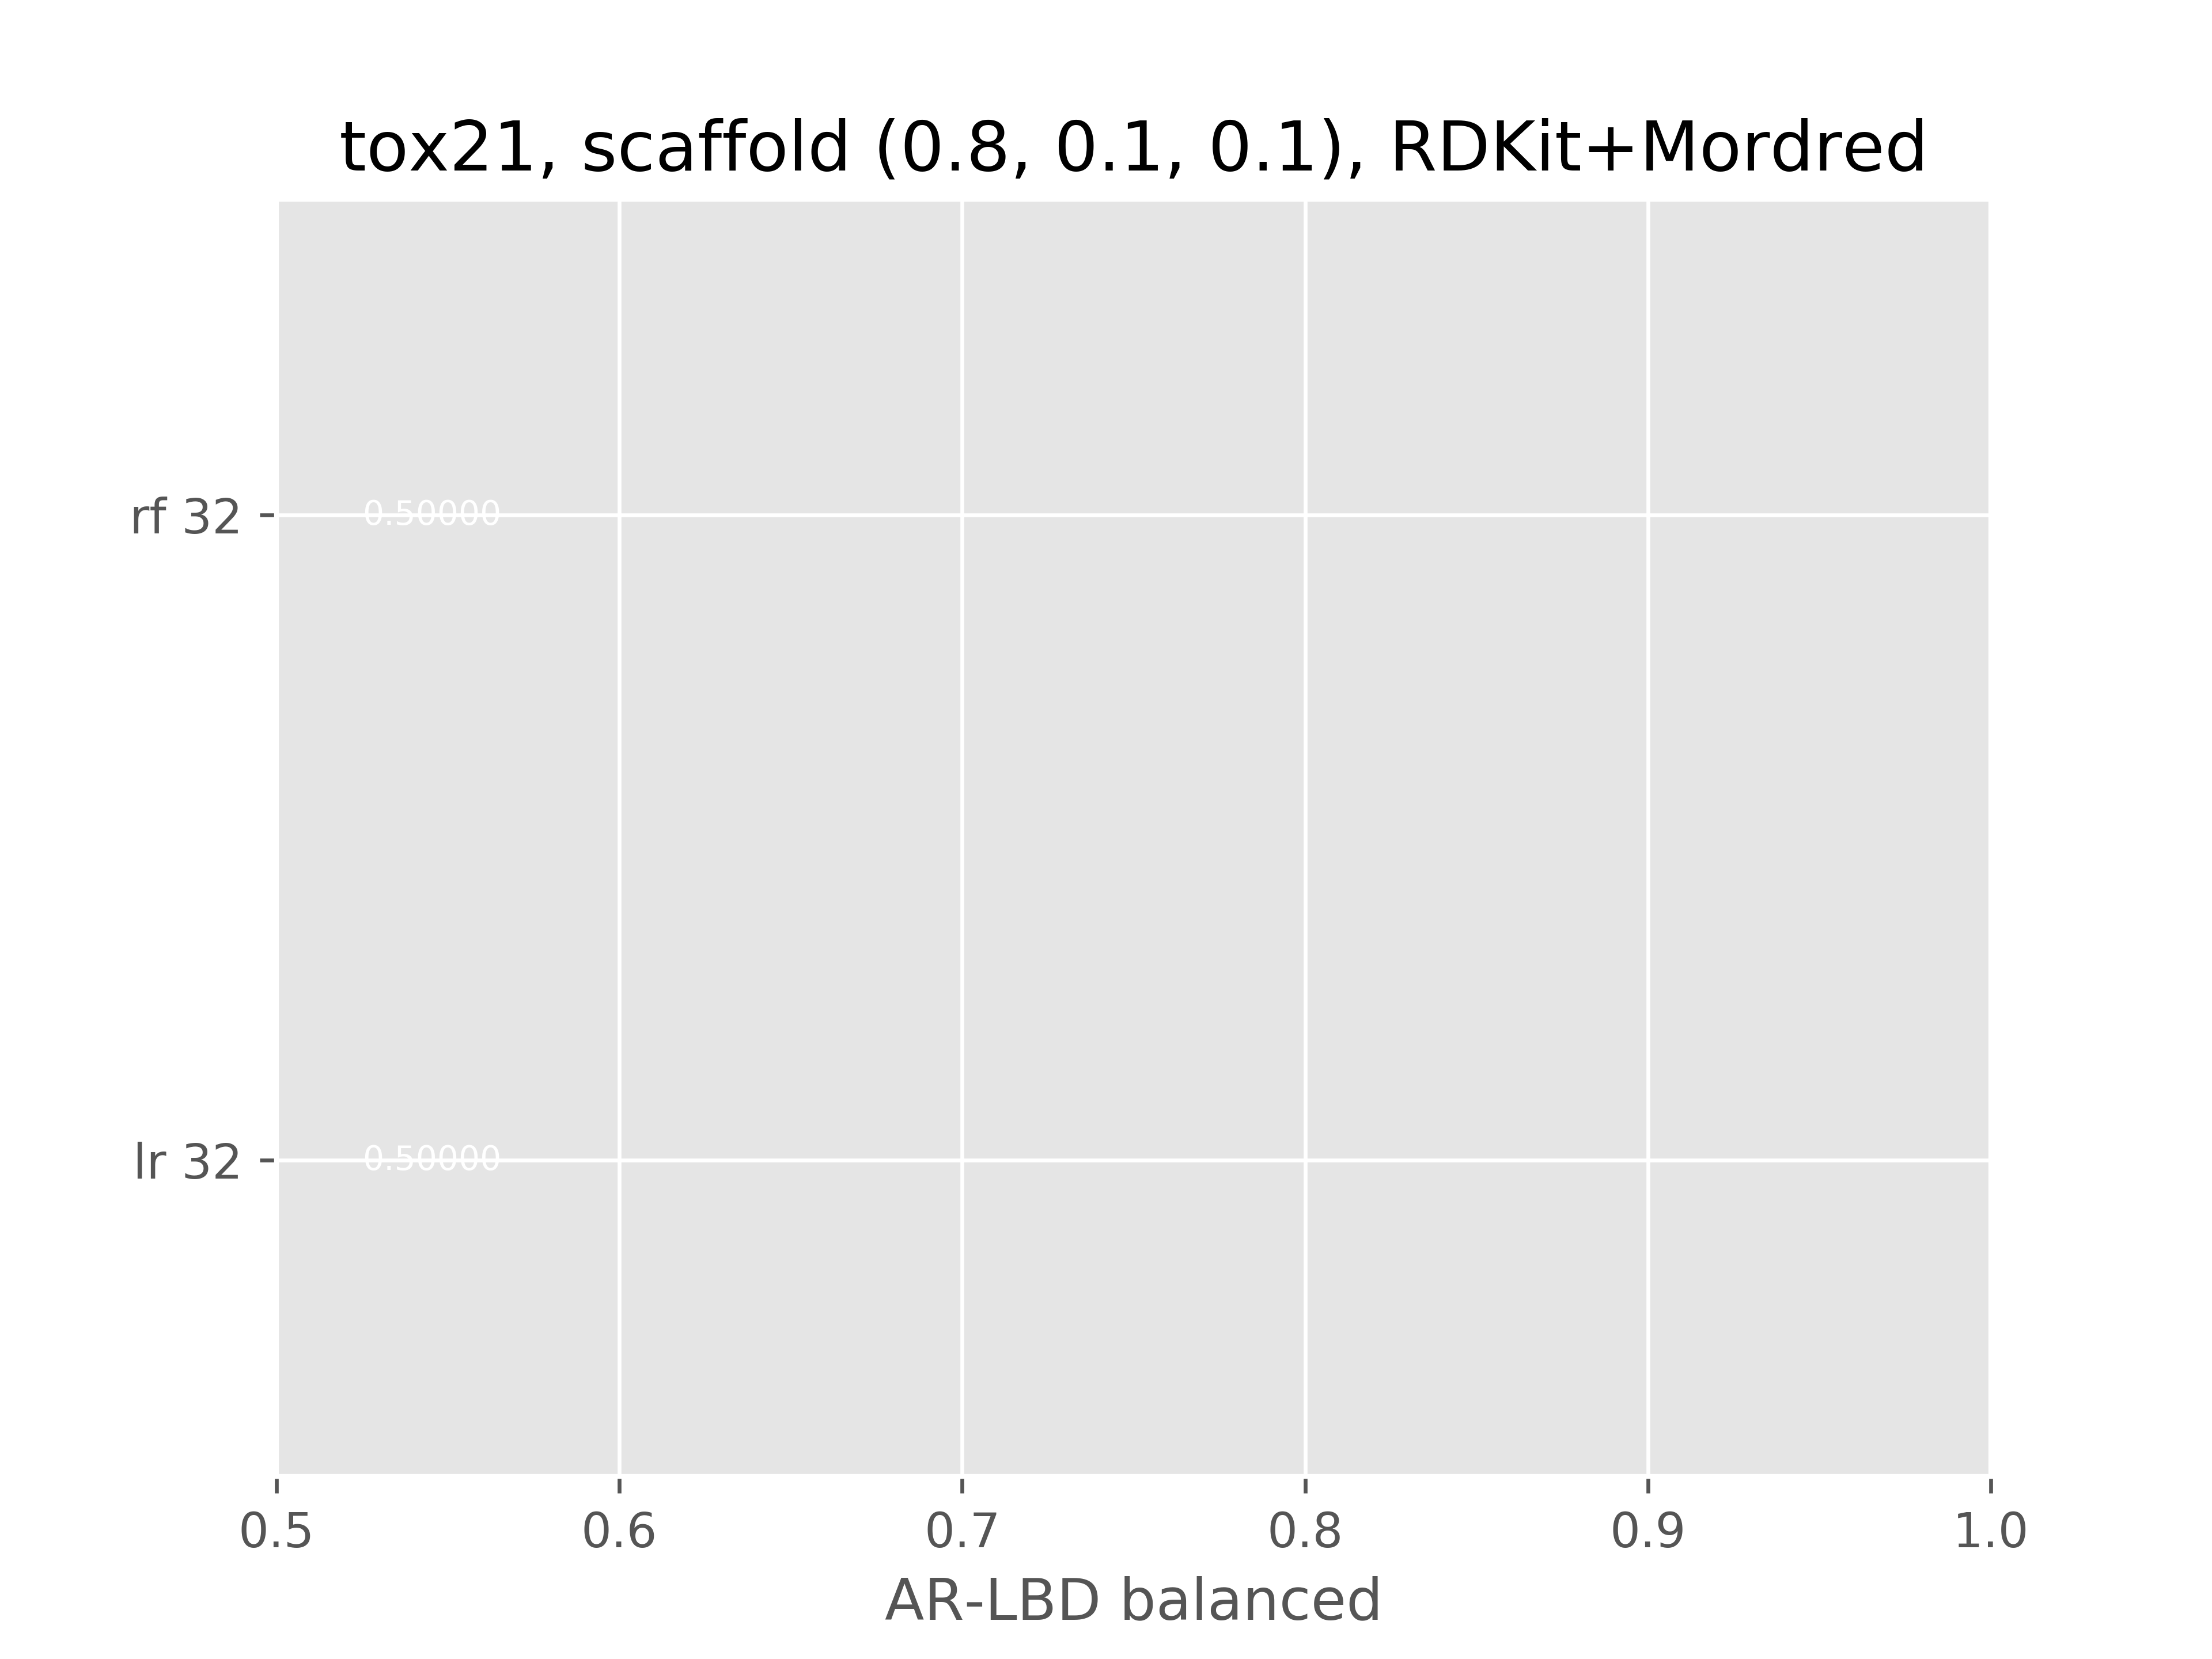 tox21, scaffold (0.8, 0.1, 0.1), RDKit+Mordred
rf 32
0.50000
lr 32
0.50000
0.5 0.6 0.7 0.8 0.9 1.0
AR-LBD balanced